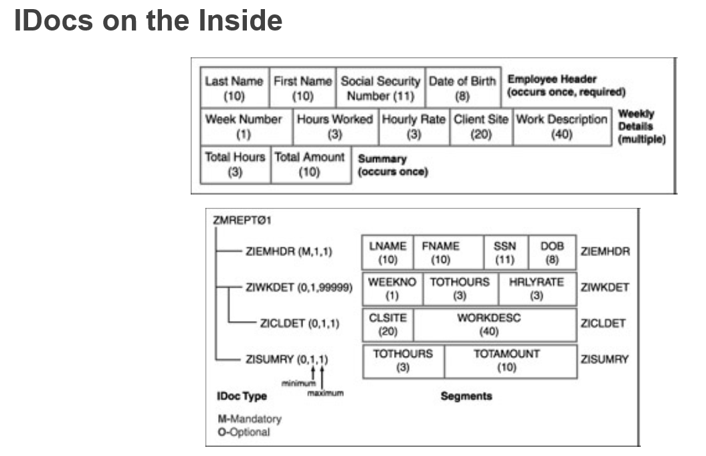 IDocs on the Inside
Last Name First Name Social Security Date of Birth Employee Header
(10) (10) Number (11) (8) (occurs once, required)
Week Number Hours Worked Hourly Rate Client Site Work Description Weekly
(1) (3) (3) (20) (40) Details
(multiple)
Total Hours Total Amount Summary
(3) (10) (occurs once)
ZMREPTØ1
ZIEMHDR (M,1,1) LNAME FNAME SSN DOB ZIEMHDR
(10) (10) (11) (8)
ZIWKDET (0,1,99999) WEEKNO TOTHOURS HRLYRATE ZIWKDET
(1) (3) (3)
ZICLDET (0,1,1) CLSITE WORKDESC ZICLDET
(20) (40)
ZISUMRY (0,1,1) TOTHOURS TOTAMOUNT ZISUMRY
(3) (10)
minimum
maximum
IDoc Type Segments
M-Mandatory
O-Optional